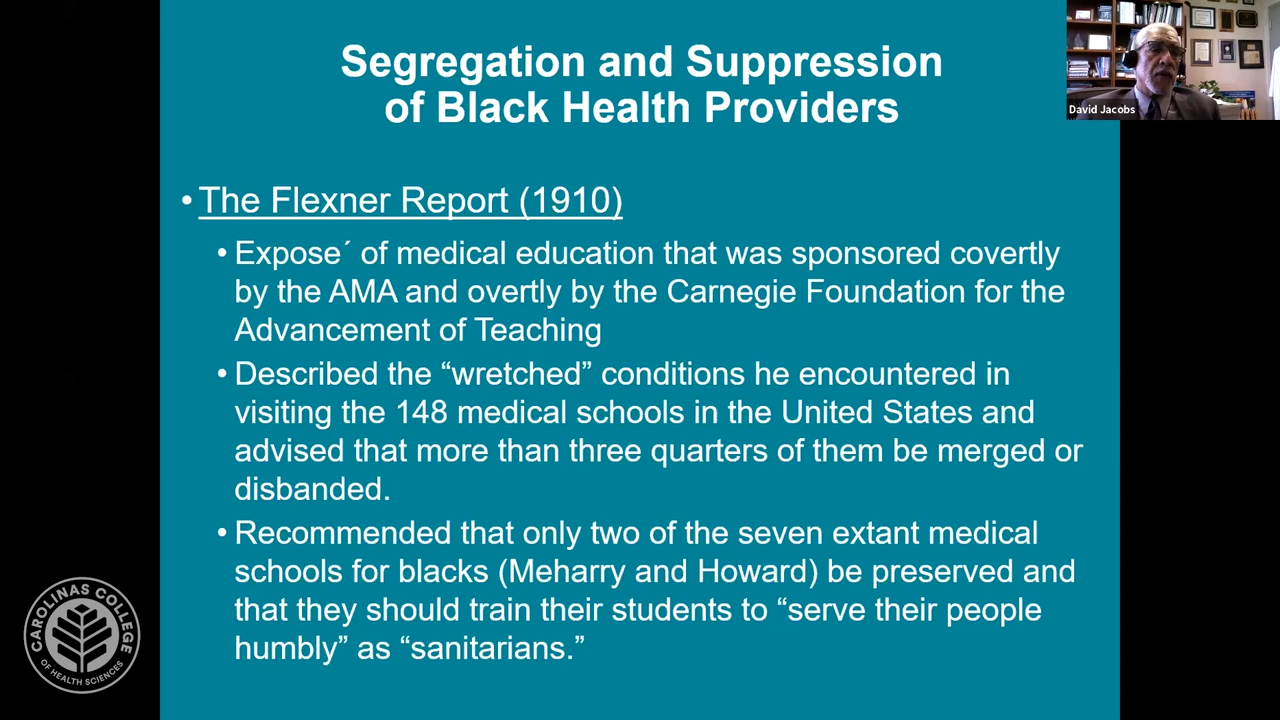 Segregation and Suppression
of Black Health Providers
David Jacobs
• The Flexner Report (1910)
• Expose´ of medical education that was sponsored covertly
by the AMA and overtly by the Carnegie Foundation for the
Advancement of Teaching
• Described the “wretched” conditions he encountered in
visiting the 148 medical schools in the United States and
advised that more than three quarters of them be merged or
disbanded.
• Recommended that only two of the seven extant medical
schools for blacks (Meharry and Howard) be preserved and
that they should train their students to “serve their people
humbly” as “sanitarians.”
CAROLINAS COLLEGE
OF HEALTH SCIENCES